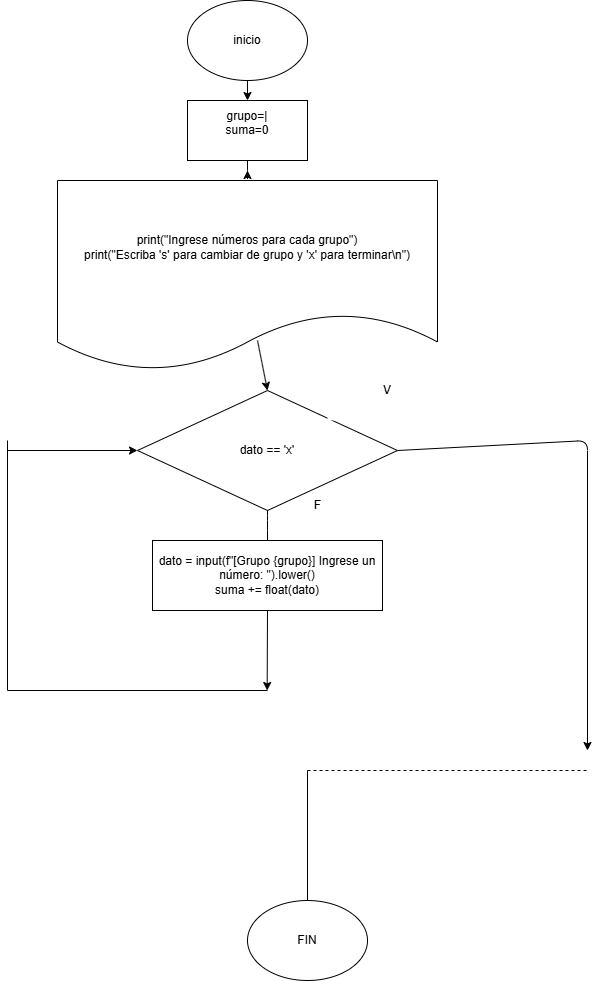 inicio
grupo=|
suma=0
print("Ingrese números para cada grupo")
print("Escriba 's' para cambiar de grupo y 'x' para terminar\n")
V
dato == 'x'
F
dato = input(f"[Grupo {grupo}] Ingrese un
número: ").lower()
suma += float(dato)
FIN